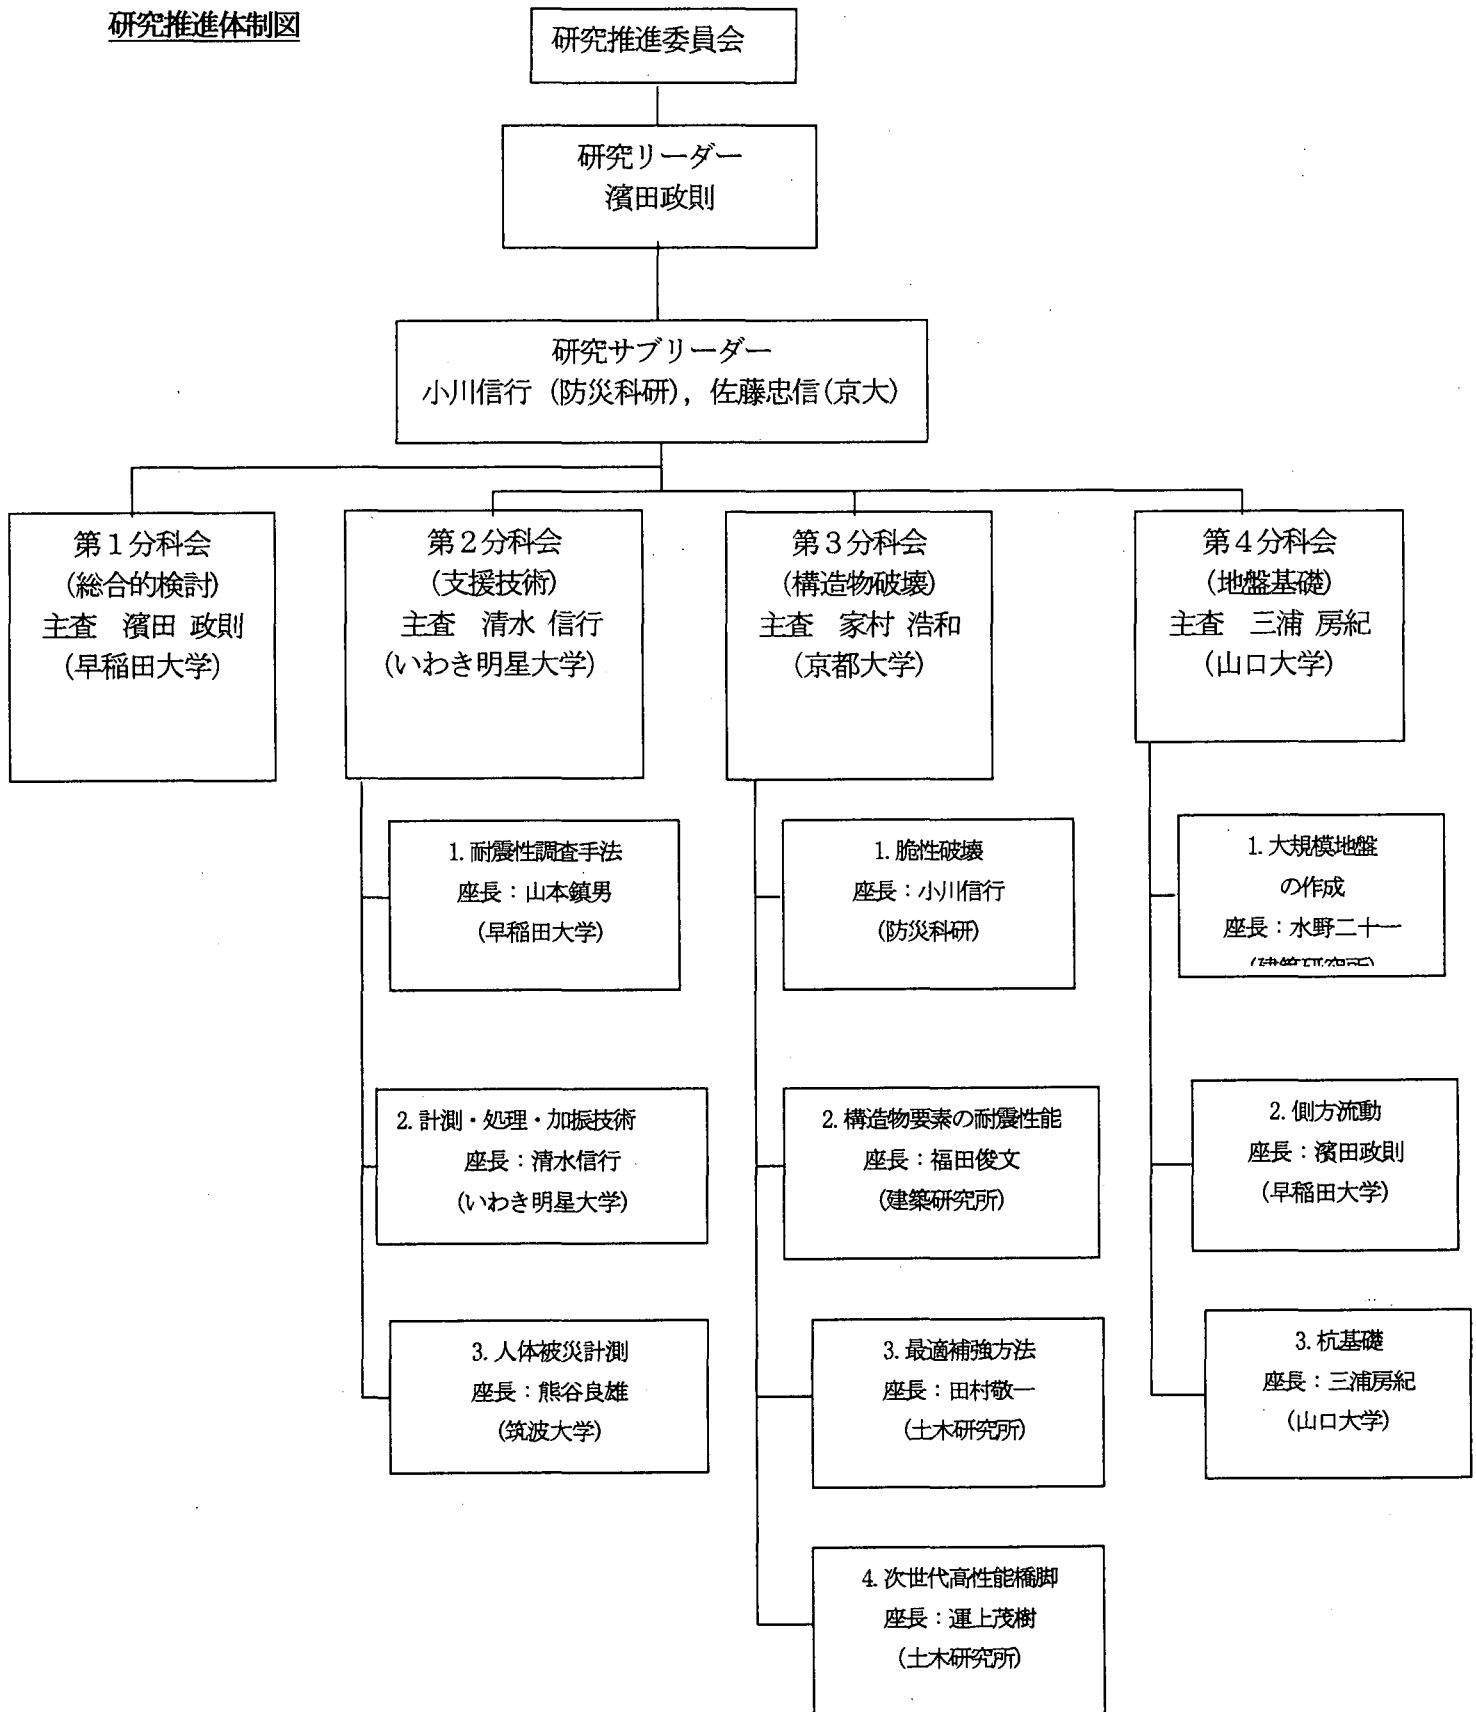 研究推進体制図
研究推進委員会
研究リーダー
濱田政則
研究サブリーダー
小川信行 (防災科研), 佐藤忠信(京大)
第1分科会
(総合的検討)
主査 濱田 政則
(早稲田大学)
第2分科会
(支援技術)
主査 清水 信行
(いわき明星大学)
第3分科会
(構造物破壊)
主査 家村 浩和
(京都大学)
第4分科会
(地盤基礎)
主査 三浦 房紀
(山口大学)
1. 耐震性調査手法
座長：山本鎮男
(早稲田大学)
2. 計測・処理・加振技術
座長：清水信行
(いわき明星大学)
3. 人体被災計測
座長：熊谷良雄
(筑波大学)
1. 脆性破壊
座長：小川信行
(防災科研)
2. 構造物要素の耐震性能
座長：福田俊文
(建築研究所)
3. 最適補強方法
座長：田村敬一
(土木研究所)
4. 次世代高性能橋脚
座長：運上茂樹
(土木研究所)
1. 大規模地盤
の作成
座長：水野二十一
(建築研究所)
2. 側方流動
座長：濱田政則
(早稲田大学)
3. 杭基礎
座長：三浦房紀
(山口大学)